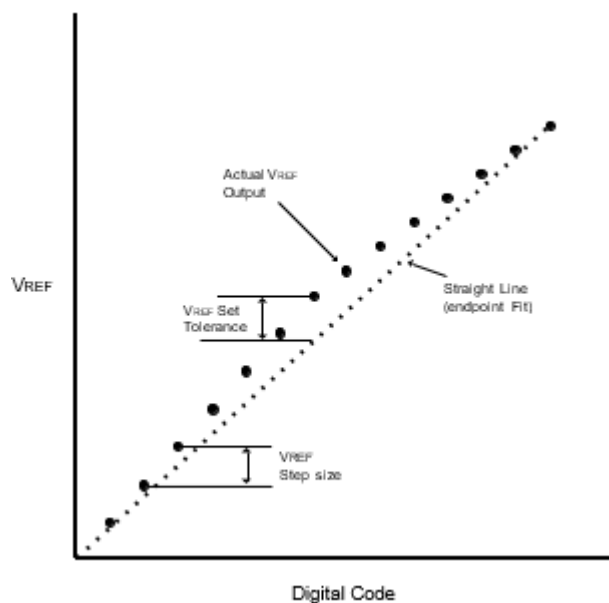 Actual VREF
Output
VREF
VREF Set
Tolerance
Straight Line
(endpoint Fit)
VREF
Step size
Digital Code